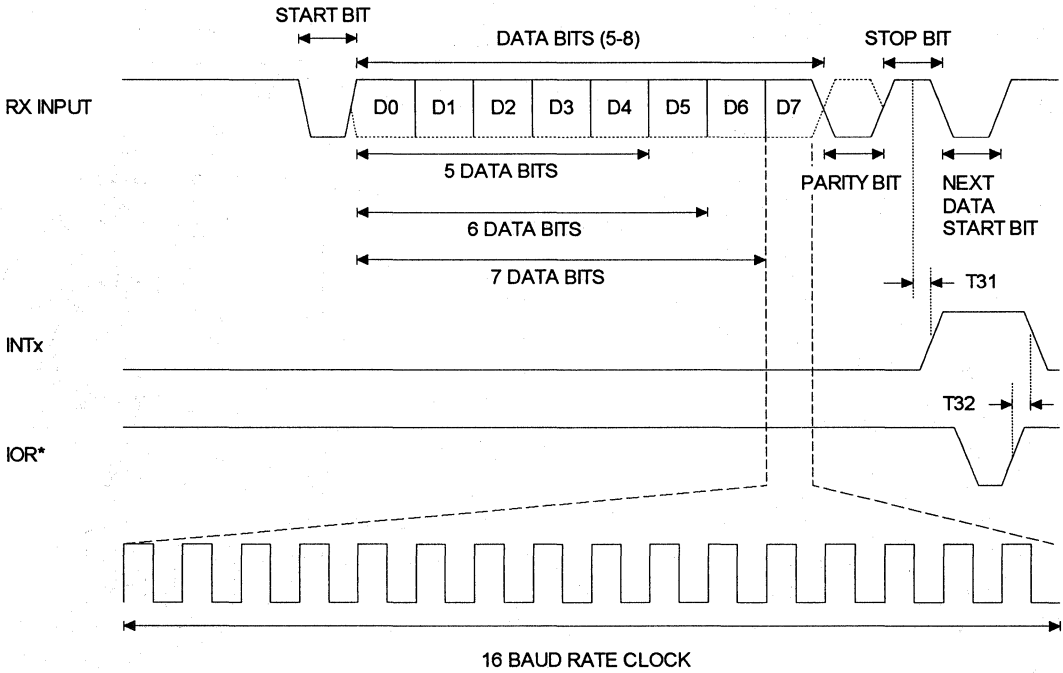 START BIT
DATA BITS (5-8)
STOP BIT
RX INPUT
D0 D1 D2 D3 D4 D5 D6 D7
5 DATA BITS
PARITY BIT
NEXT
DATA
START BIT
6 DATA BITS
7 DATA BITS
T31
INTx
T32
IOR*
16 BAUD RATE CLOCK